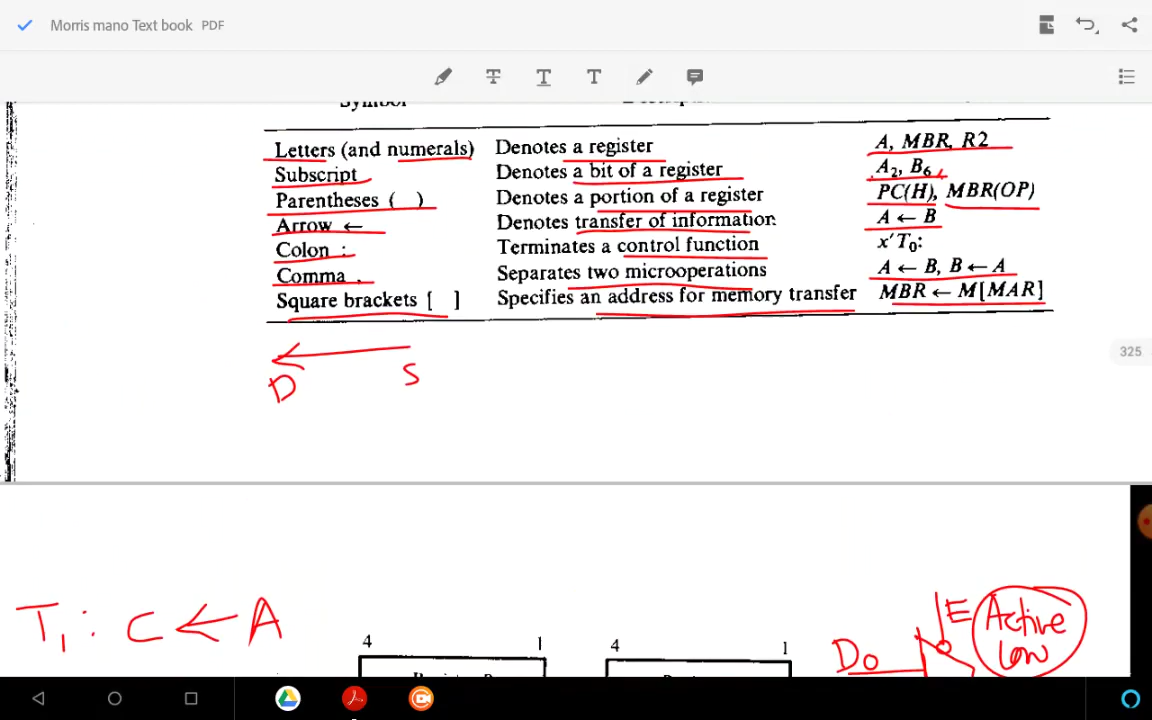 Morris mano Text book PDF
Symbol
Letters (and numerals) Denotes a register A, MBR, R2
Subscript Denotes a bit of a register A₂, B₆
Parentheses ( ) Denotes a portion of a register PC(H), MBR(OP)
Arrow ← Denotes transfer of information A ← B
Colon : Terminates a control function x′T₀:
Comma , Separates two microoperations A ← B, B ← A
Square brackets [ ] Specifies an address for memory transfer MBR ← M[MAR]
325
D S
T₁ : C ← A
4 1 4 1
E Active
low
Do